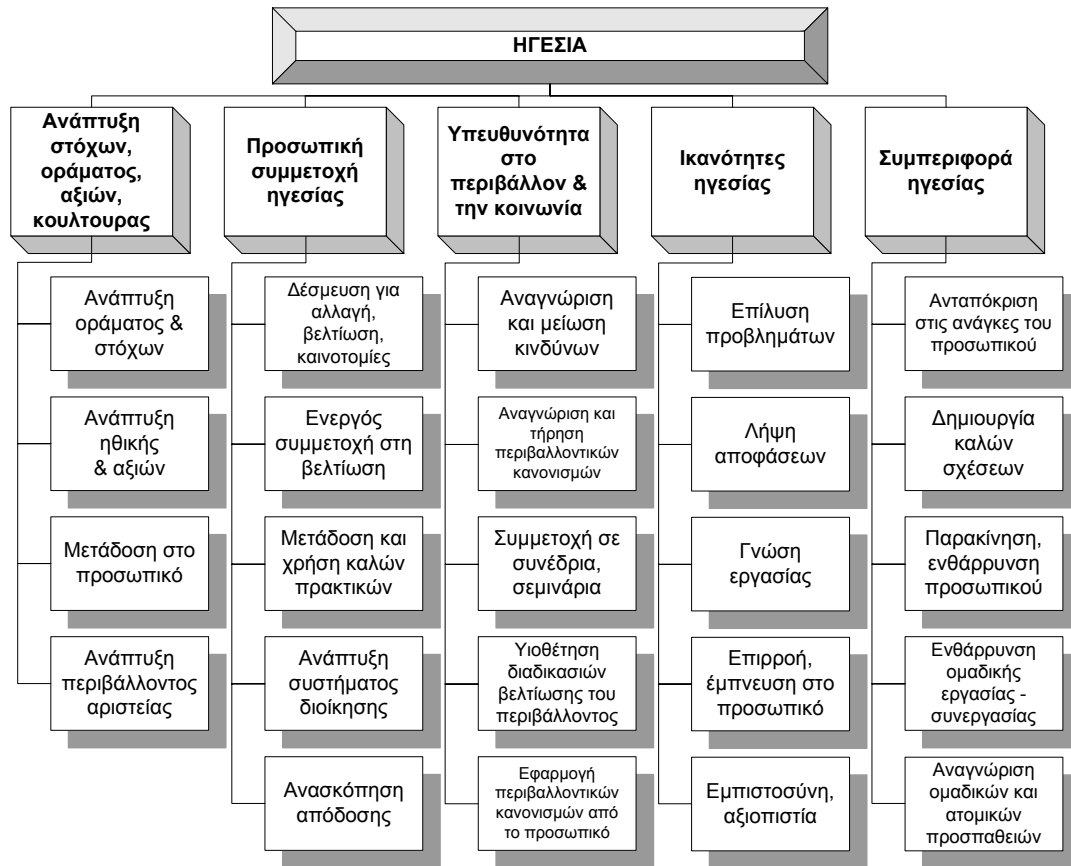 ΗΓΕΣΙΑ
Ανάπτυξη
στόχων,
οράματος,
αξιών,
κουλτουρας
Προσωπική
συμμετοχή
ηγεσίας
Υπευθυνότητα
στο
περιβάλλον &
την κοινωνία
Ικανότητες
ηγεσίας
Συμπεριφορά
ηγεσίας
Ανάπτυξη
οράματος &
στόχων
Ανάπτυξη
ηθικής
& αξιών
Μετάδοση στο
προσωπικό
Ανάπτυξη
περιβάλλοντος
αριστείας
Δέσμευση για
αλλαγή,
βελτίωση,
καινοτομίες
Ενεργός
συμμετοχή στη
βελτίωση
Μετάδοση και
χρήση καλών
πρακτικών
Ανάπτυξη
συστήματος
διοίκησης
Ανασκόπηση
απόδοσης
Αναγνώριση
και μείωση
κινδύνων
Αναγνώριση και
τήρηση
περιβαλλοντικών
κανονισμών
Συμμετοχή σε
συνέδρια,
σεμινάρια
Υιοθέτηση
διαδικασιών
βελτίωσης του
περιβάλλοντος
Εφαρμογή
περιβαλλοντικών
κανονισμών από
το προσωπικό
Επίλυση
προβλημάτων
Λήψη
αποφάσεων
Γνώση
εργασίας
Επιρροή,
έμπνευση στο
προσωπικό
Εμπιστοσύνη,
αξιοπιστία
Ανταπόκριση
στις ανάγκες του
προσωπικού
Δημιουργία
καλών
σχέσεων
Παρακίνηση,
ενθάρρυνση
προσωπικού
Ενθάρρυνση
ομαδικής
εργασίας -
συνεργασίας
Αναγνώριση
ομαδικών και
ατομικών
προσπαθειών